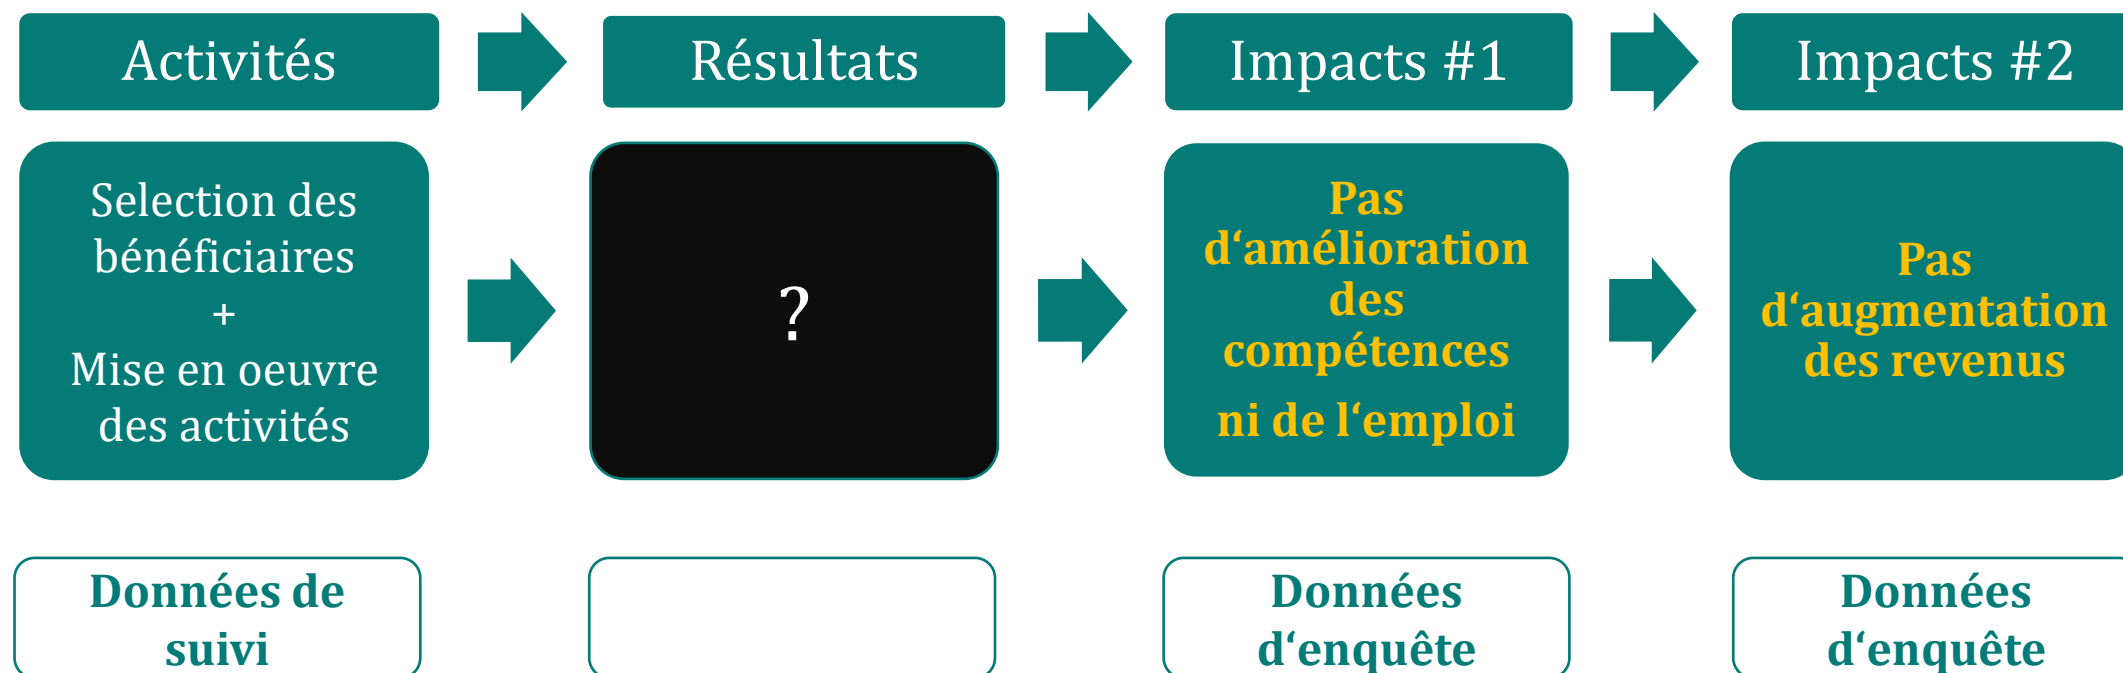 Activités
Résultats
Impacts #1
Impacts #2
Selection des
bénéficiaires
+
Mise en oeuvre
des activités
?
Pas
d‘amélioration
des
compétences
ni de l‘emploi
Pas
d‘augmentation
des revenus
Données de
suivi
Données
d‘enquête
Données
d‘enquête